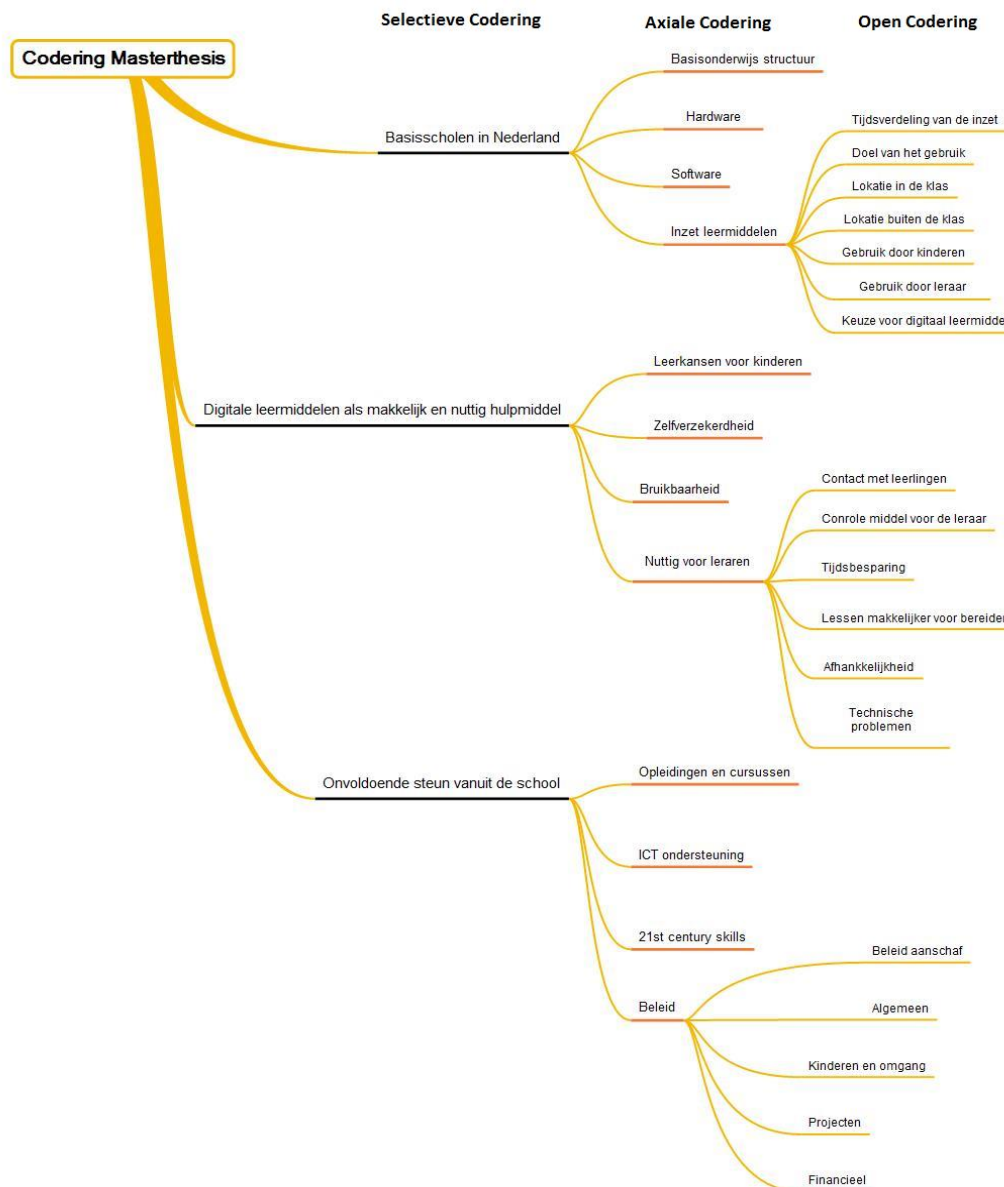 Selectieve Codering
Axiale Codering
Open Codering
Codering Masterthesis
Basisscholen in Nederland
Basisonderwijs structuur
Hardware
Software
Inzet leermiddelen
Tijdsverdeling van de inzet
Doel van het gebruik
Lokatie in de klas
Lokatie buiten de klas
Gebruik door kinderen
Gebruik door leraar
Keuze voor digitaal leermidde
Digitale leermiddelen als makkelijk en nuttig hulpmiddel
Leerkansen voor kinderen
Zelfverzekerdheid
Bruikbaarheid
Nuttig voor leraren
Contact met leerlingen
Conrole middel voor de leraar
Tijdsbesparing
Lessen makkelijker voor bereiden
Afhankkelijkheid
Technische
problemen
Onvoldoende steun vanuit de school
Opleidingen en cursussen
ICT ondersteuning
21st century skills
Beleid
Beleid aanschaf
Algemeen
Kinderen en omgang
Projecten
Financieel